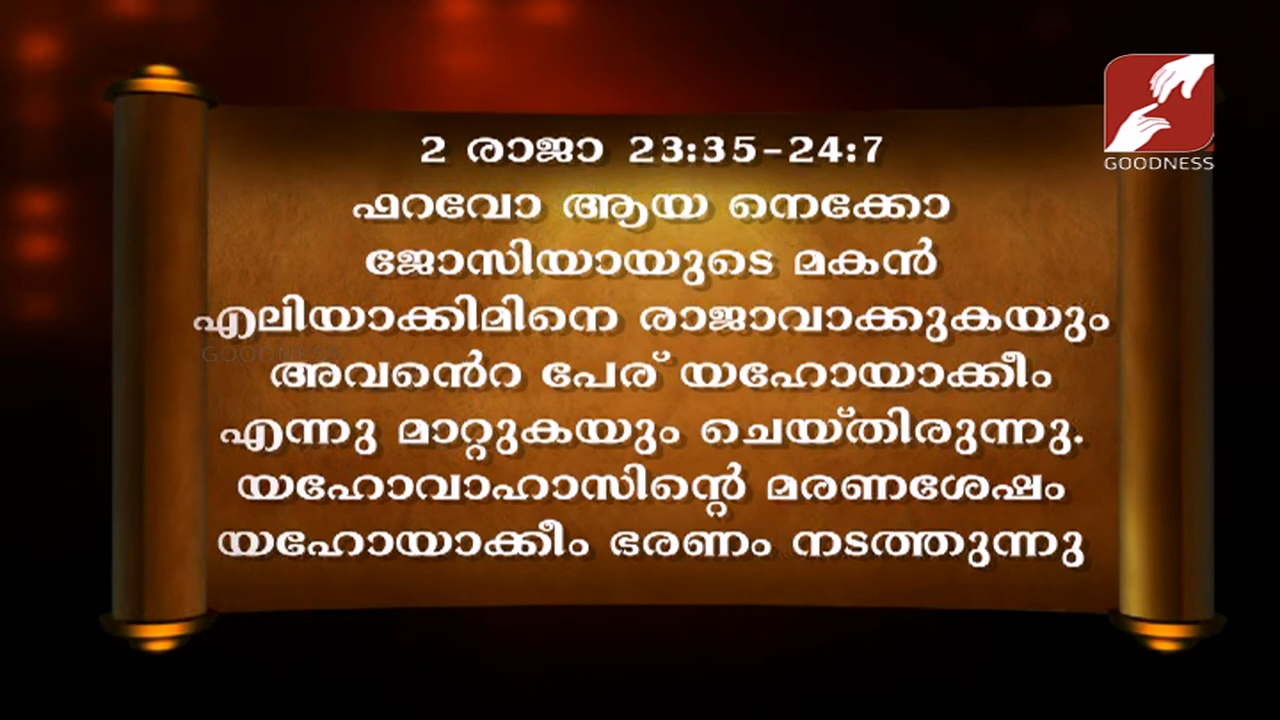 GOODNESS
2 രാജാ 23:35-24:7
ഫറവോ ആയ നെക്കോ
ജോസിയായുടെ മകൻ
എലിയാക്കിമിനെ രാജാവാക്കുകയും
GOODNESS
അവൻെറ പേര് യഹോയാക്കീം
എന്നു മാറ്റുകയും ചെയ്തിരുന്നു.
യഹോവാഹാസിന്റെ മരണശേഷം
യഹോയാക്കീം ഭരണം നടത്തുന്നു